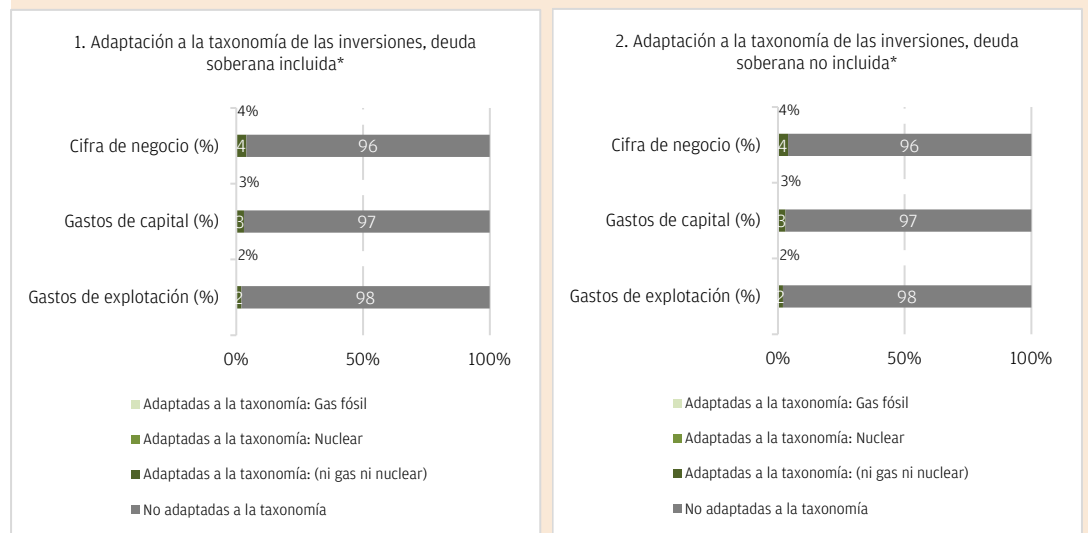 1. Adaptación a la taxonomía de las inversiones, deuda
soberana incluida*
4%
Cifra de negocio (%)
4
96
3%
Gastos de capital (%)
3
97
2%
Gastos de explotación (%)
2
98
0%
50%
100%
Adaptadas a la taxonomía: Gas fósil
Adaptadas a la taxonomía: Nuclear
Adaptadas a la taxonomía: (ni gas ni nuclear)
No adaptadas a la taxonomía
2. Adaptación a la taxonomía de las inversiones, deuda
soberana no incluida*
4%
Cifra de negocio (%)
4
96
3%
Gastos de capital (%)
3
97
2%
Gastos de explotación (%)
2
98
0%
50%
100%
Adaptadas a la taxonomía: Gas fósil
Adaptadas a la taxonomía: Nuclear
Adaptadas a la taxonomía: (ni gas ni nuclear)
No adaptadas a la taxonomía